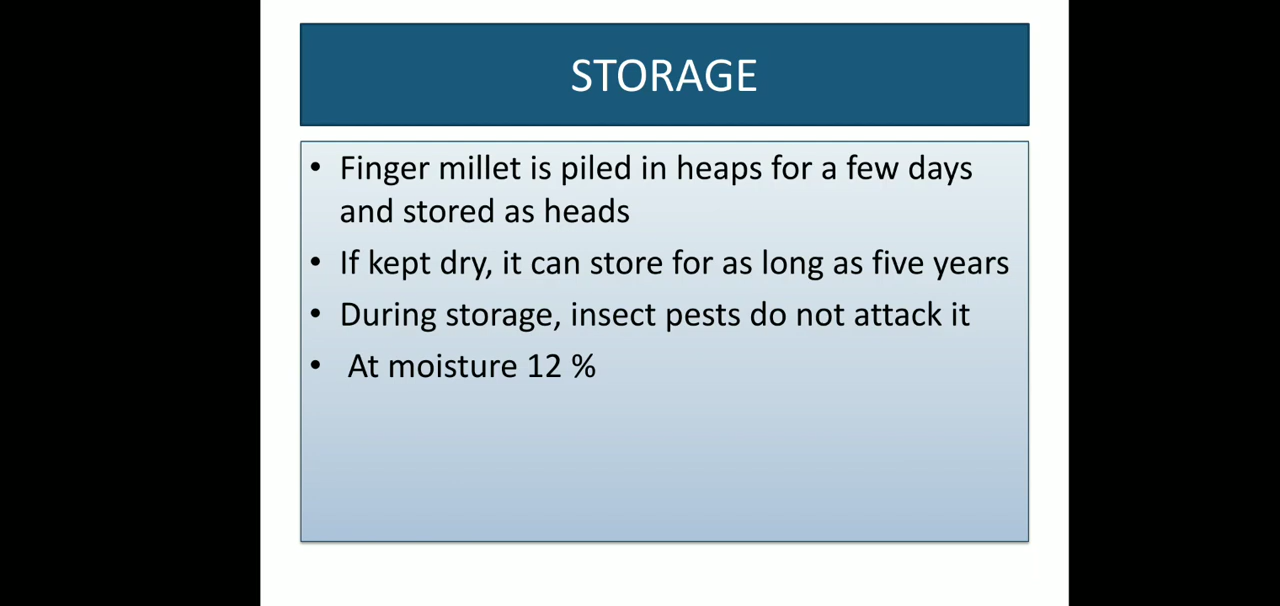 STORAGE
• Finger millet is piled in heaps for a few days
and stored as heads
• If kept dry, it can store for as long as five years
• During storage, insect pests do not attack it
• At moisture 12 %